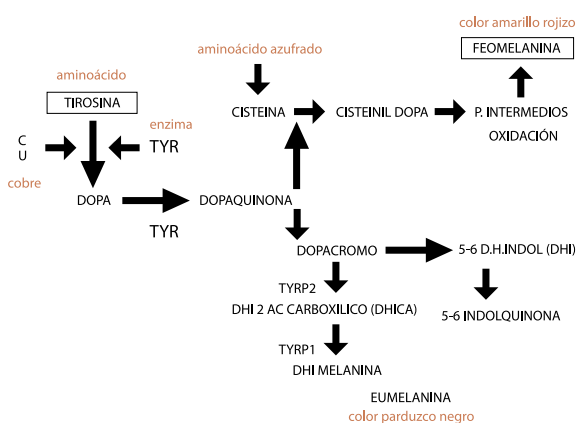 color amarillo rojizo
FEOMELANINA
aminoácido azufrado
aminoácido
TIROSINA
CISTEINA
CISTEINIL DOPA
P. INTERMEDIOS
OXIDACIÓN
enzima
C
U
TYR
cobre
DOPA
DOPAQUINONA
TYR
DOPACROMO
5-6 D.H.INDOL (DHI)
TYRP2
DHI 2 AC CARBOXILICO (DHICA)
5-6 INDOLQUINONA
TYRP1
DHI MELANINA
EUMELANINA
color parduzco negro